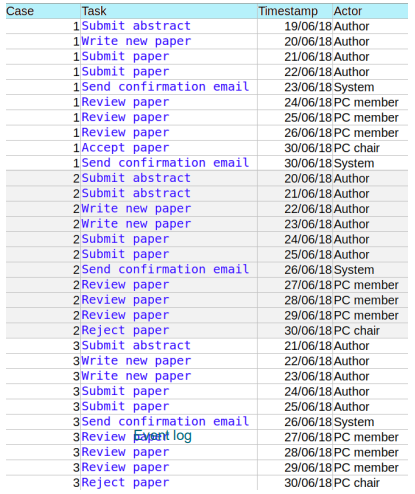 Case Task Timestamp Actor
1 Submit abstract 19/06/18 Author
1 Write new paper 20/06/18 Author
1 Submit paper 21/06/18 Author
1 Submit paper 22/06/18 Author
1 Send confirmation email 23/06/18 System
1 Review paper 24/06/18 PC member
1 Review paper 25/06/18 PC member
1 Review paper 26/06/18 PC member
1 Accept paper 30/06/18 PC chair
1 Send confirmation email 30/06/18 System
2 Submit abstract 20/06/18 Author
2 Submit abstract 21/06/18 Author
2 Write new paper 22/06/18 Author
2 Write new paper 23/06/18 Author
2 Submit paper 24/06/18 Author
2 Submit paper 25/06/18 Author
2 Send confirmation email 26/06/18 System
2 Review paper 27/06/18 PC member
2 Review paper 28/06/18 PC member
2 Review paper 29/06/18 PC member
2 Reject paper 30/06/18 PC chair
3 Submit abstract 21/06/18 Author
3 Write new paper 22/06/18 Author
3 Write new paper 23/06/18 Author
3 Submit paper 24/06/18 Author
3 Submit paper 25/06/18 Author
3 Send confirmation email 26/06/18 System
3 Review paper 27/06/18 PC member
Event log
3 Review paper 28/06/18 PC member
3 Review paper 29/06/18 PC member
3 Reject paper 30/06/18 PC chair